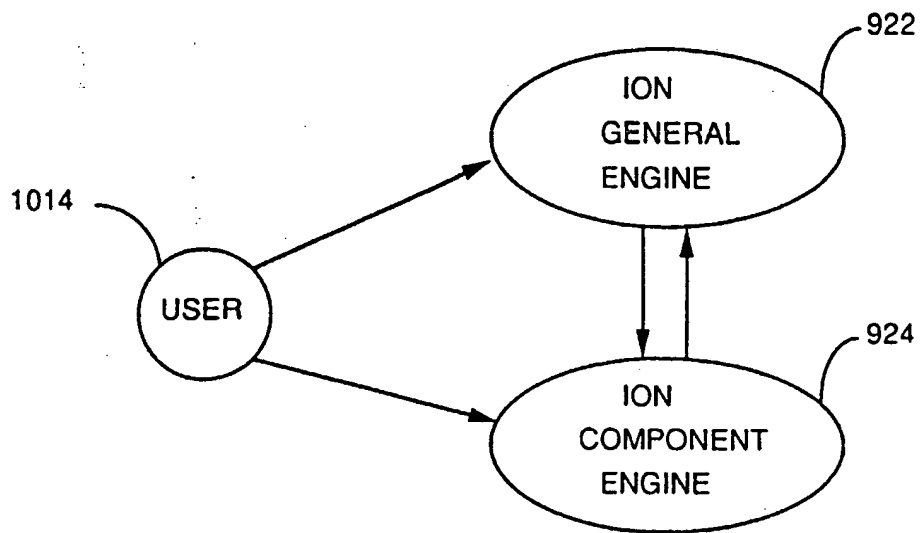 922
ION
GENERAL
ENGINE
1014
USER
924
ION
COMPONENT
ENGINE